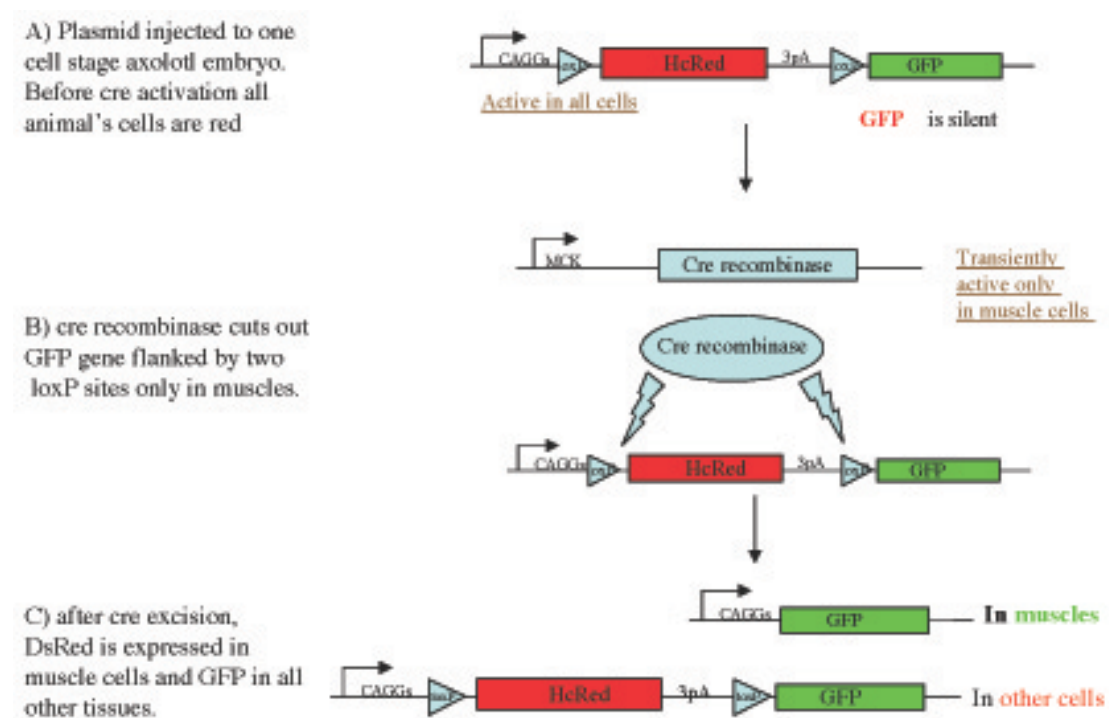 A) Plasmid injected to one
cell stage axolotl embryo.
Before cre activation all
animal's cells are red
CAGGs
HcRed
3pA
GFP
Active in all cells
GFP is silent
MCK
Cre recombinase
Transiently
active only
in muscle cells
B) cre recombinase cuts out
GFP gene flanked by two
loxP sites only in muscles.
Cre recombinase
CAGGs
HcRed
3pA
GFP
C) after cre excision,
DsRed is expressed in
muscle cells and GFP in all
other tissues.
CAGGs
GFP
In muscles
CAGGs
HcRed
3pA
loxP
GFP
In other cells